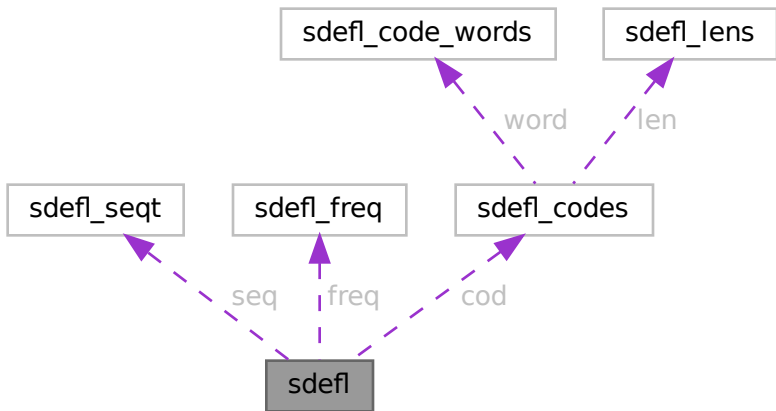 sdefl_code_words
sdefl_lens
word
len
sdefl_seqt
sdefl_freq
sdefl_codes
seq
freq
cod
sdefl